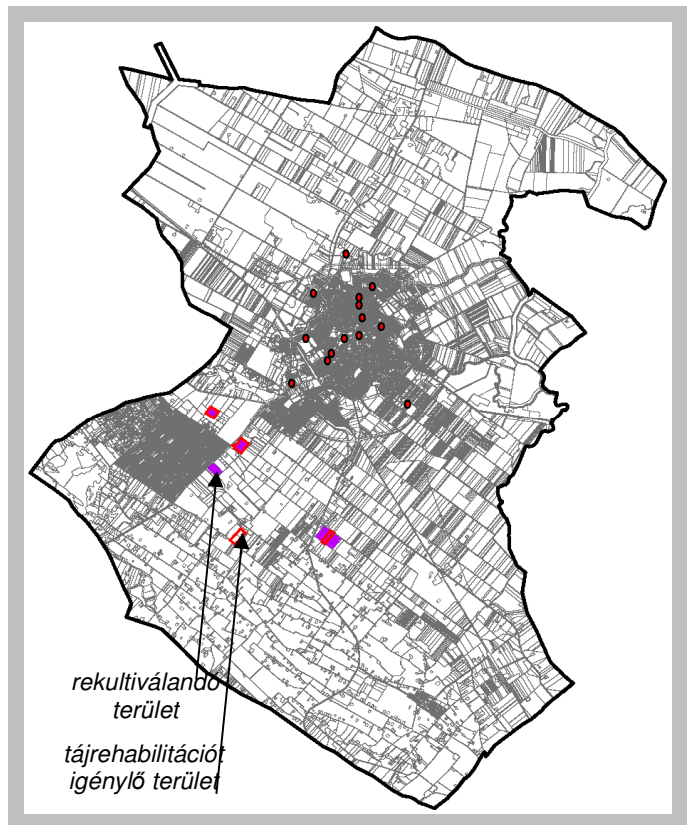 rekultiválandó
terület
tájrehabilitációt
igénylő terület